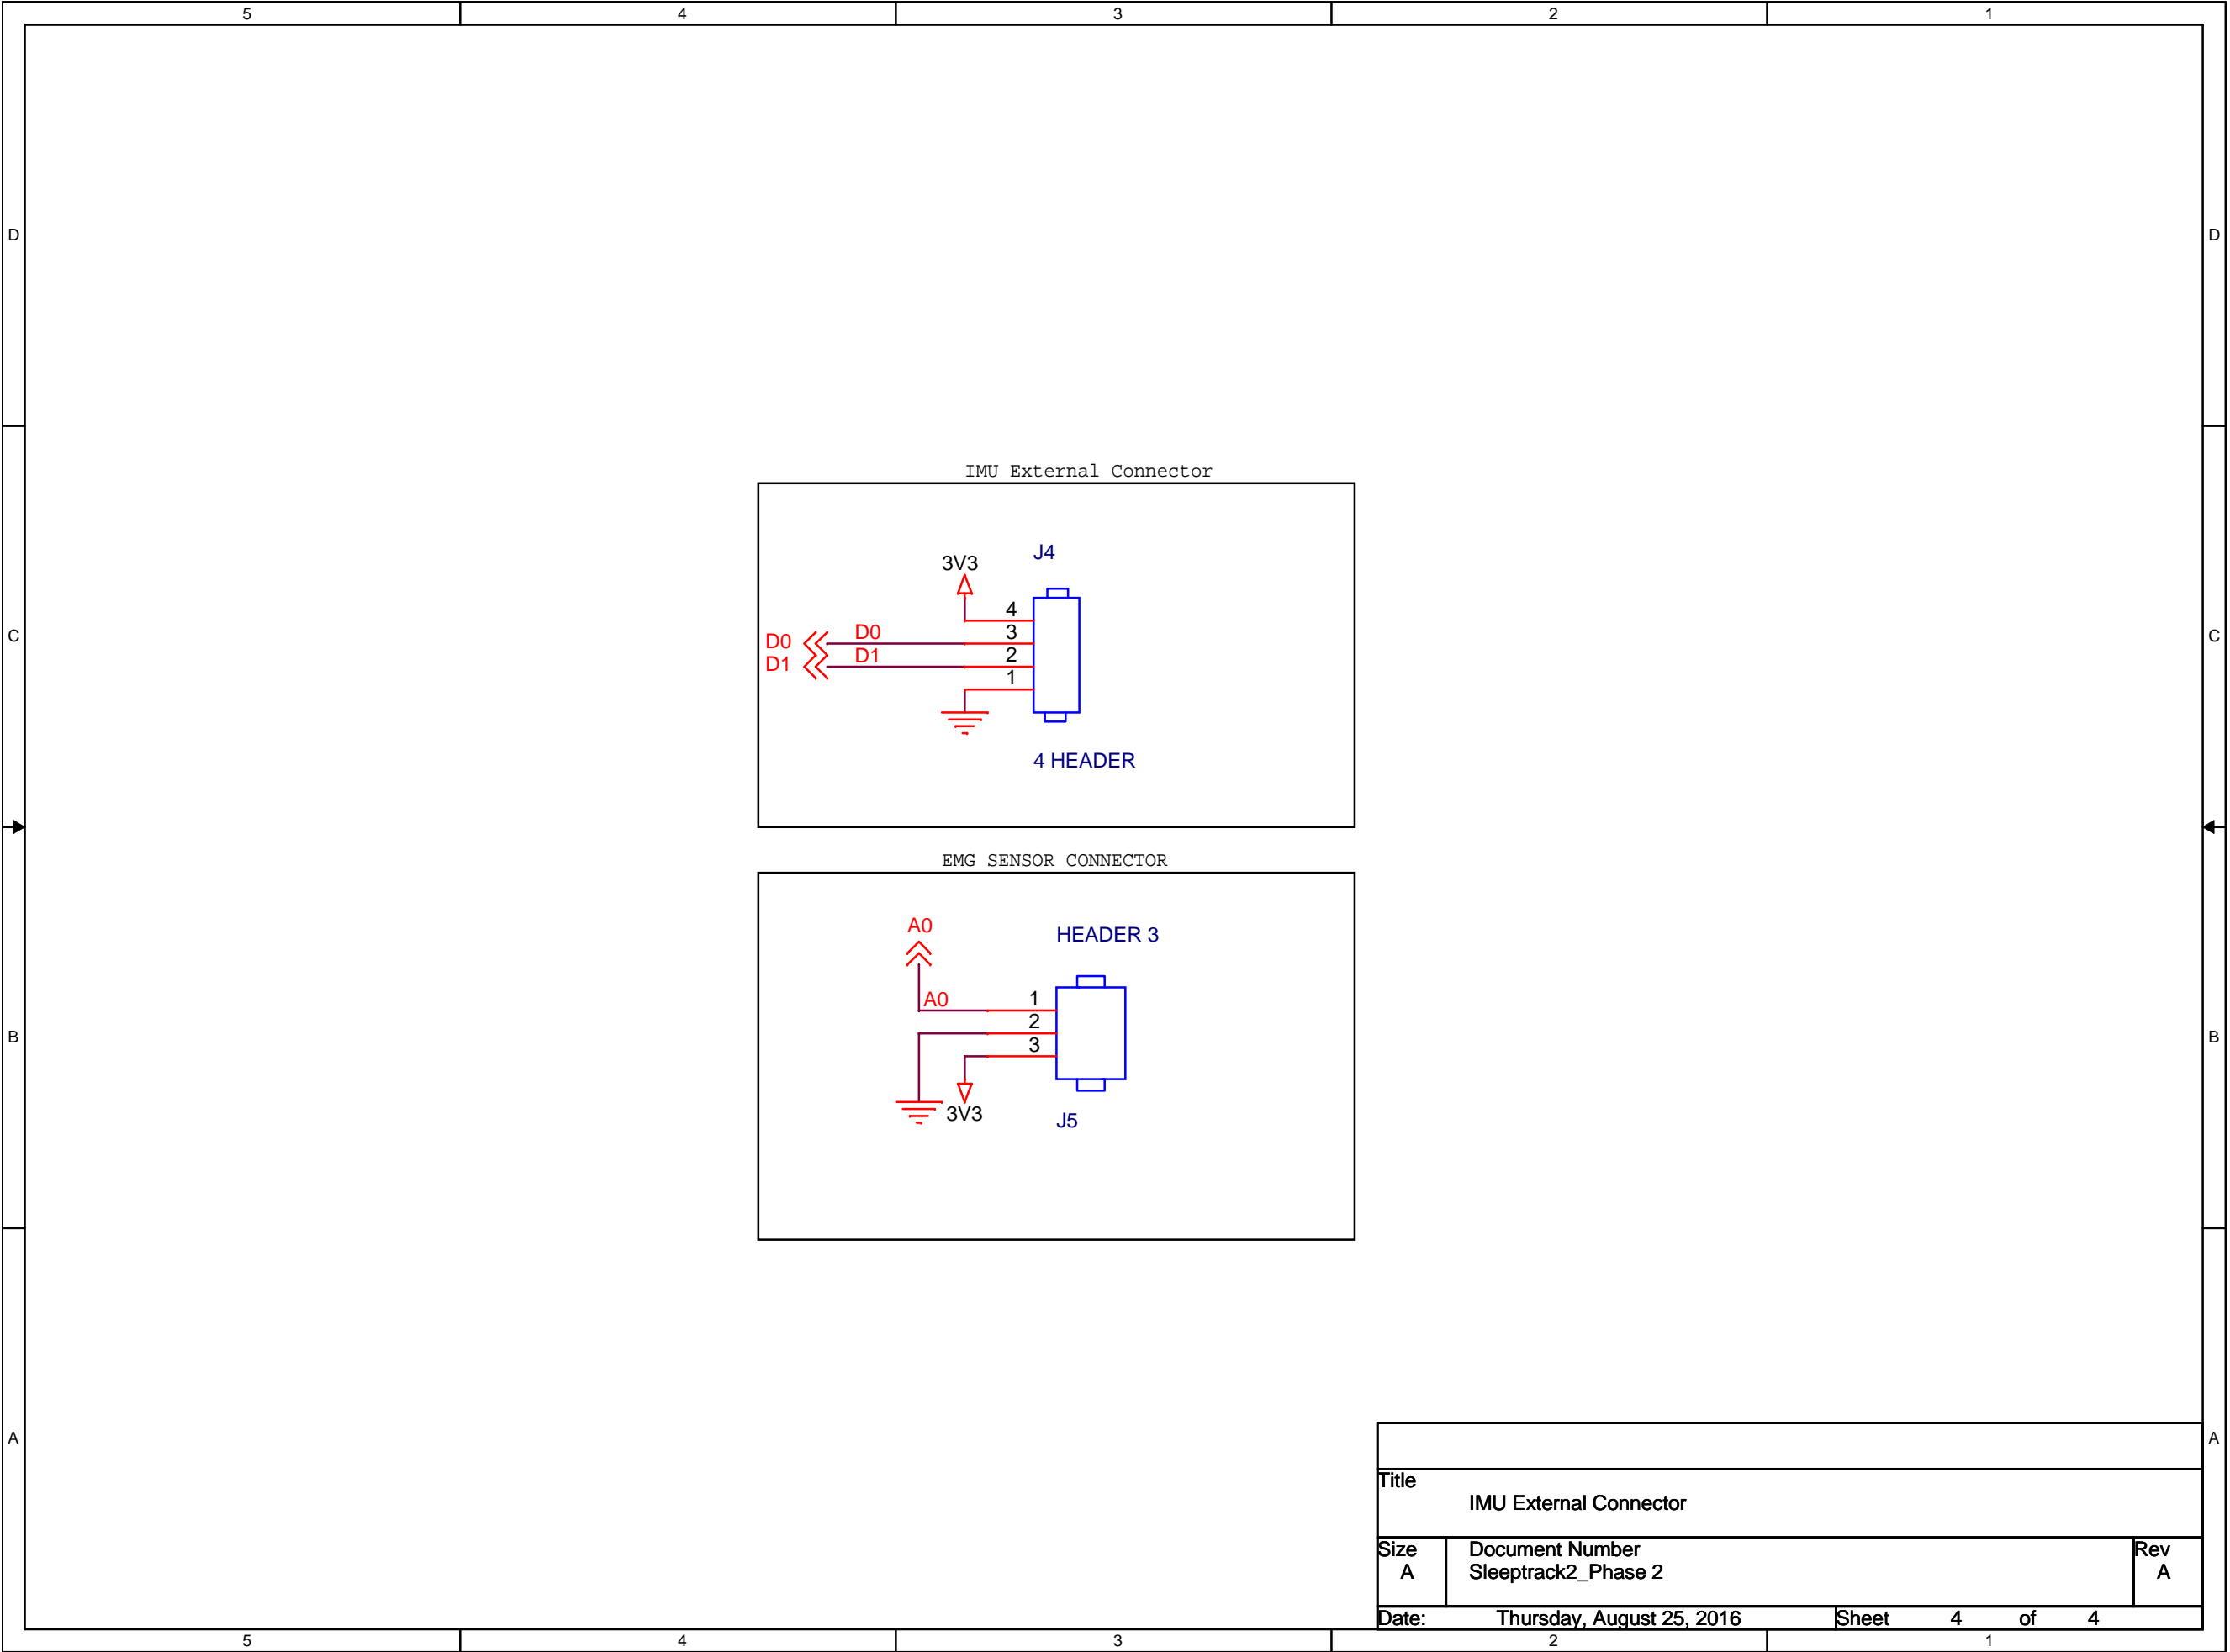 5 4 3 2 1
D D
IMU External Connector
J4
3V3
4
D0 D0 3
D1 D1 2
1
C C
4 HEADER
EMG SENSOR CONNECTOR
A0
HEADER 3
A0 1
2
3
B B
3V3
J5
A A
Title
IMU External Connector
Size Document Number Rev
A Sleeptrack2_Phase 2 A
Date: Thursday, August 25, 2016 Sheet 4 of 4
5 4 3 2 1